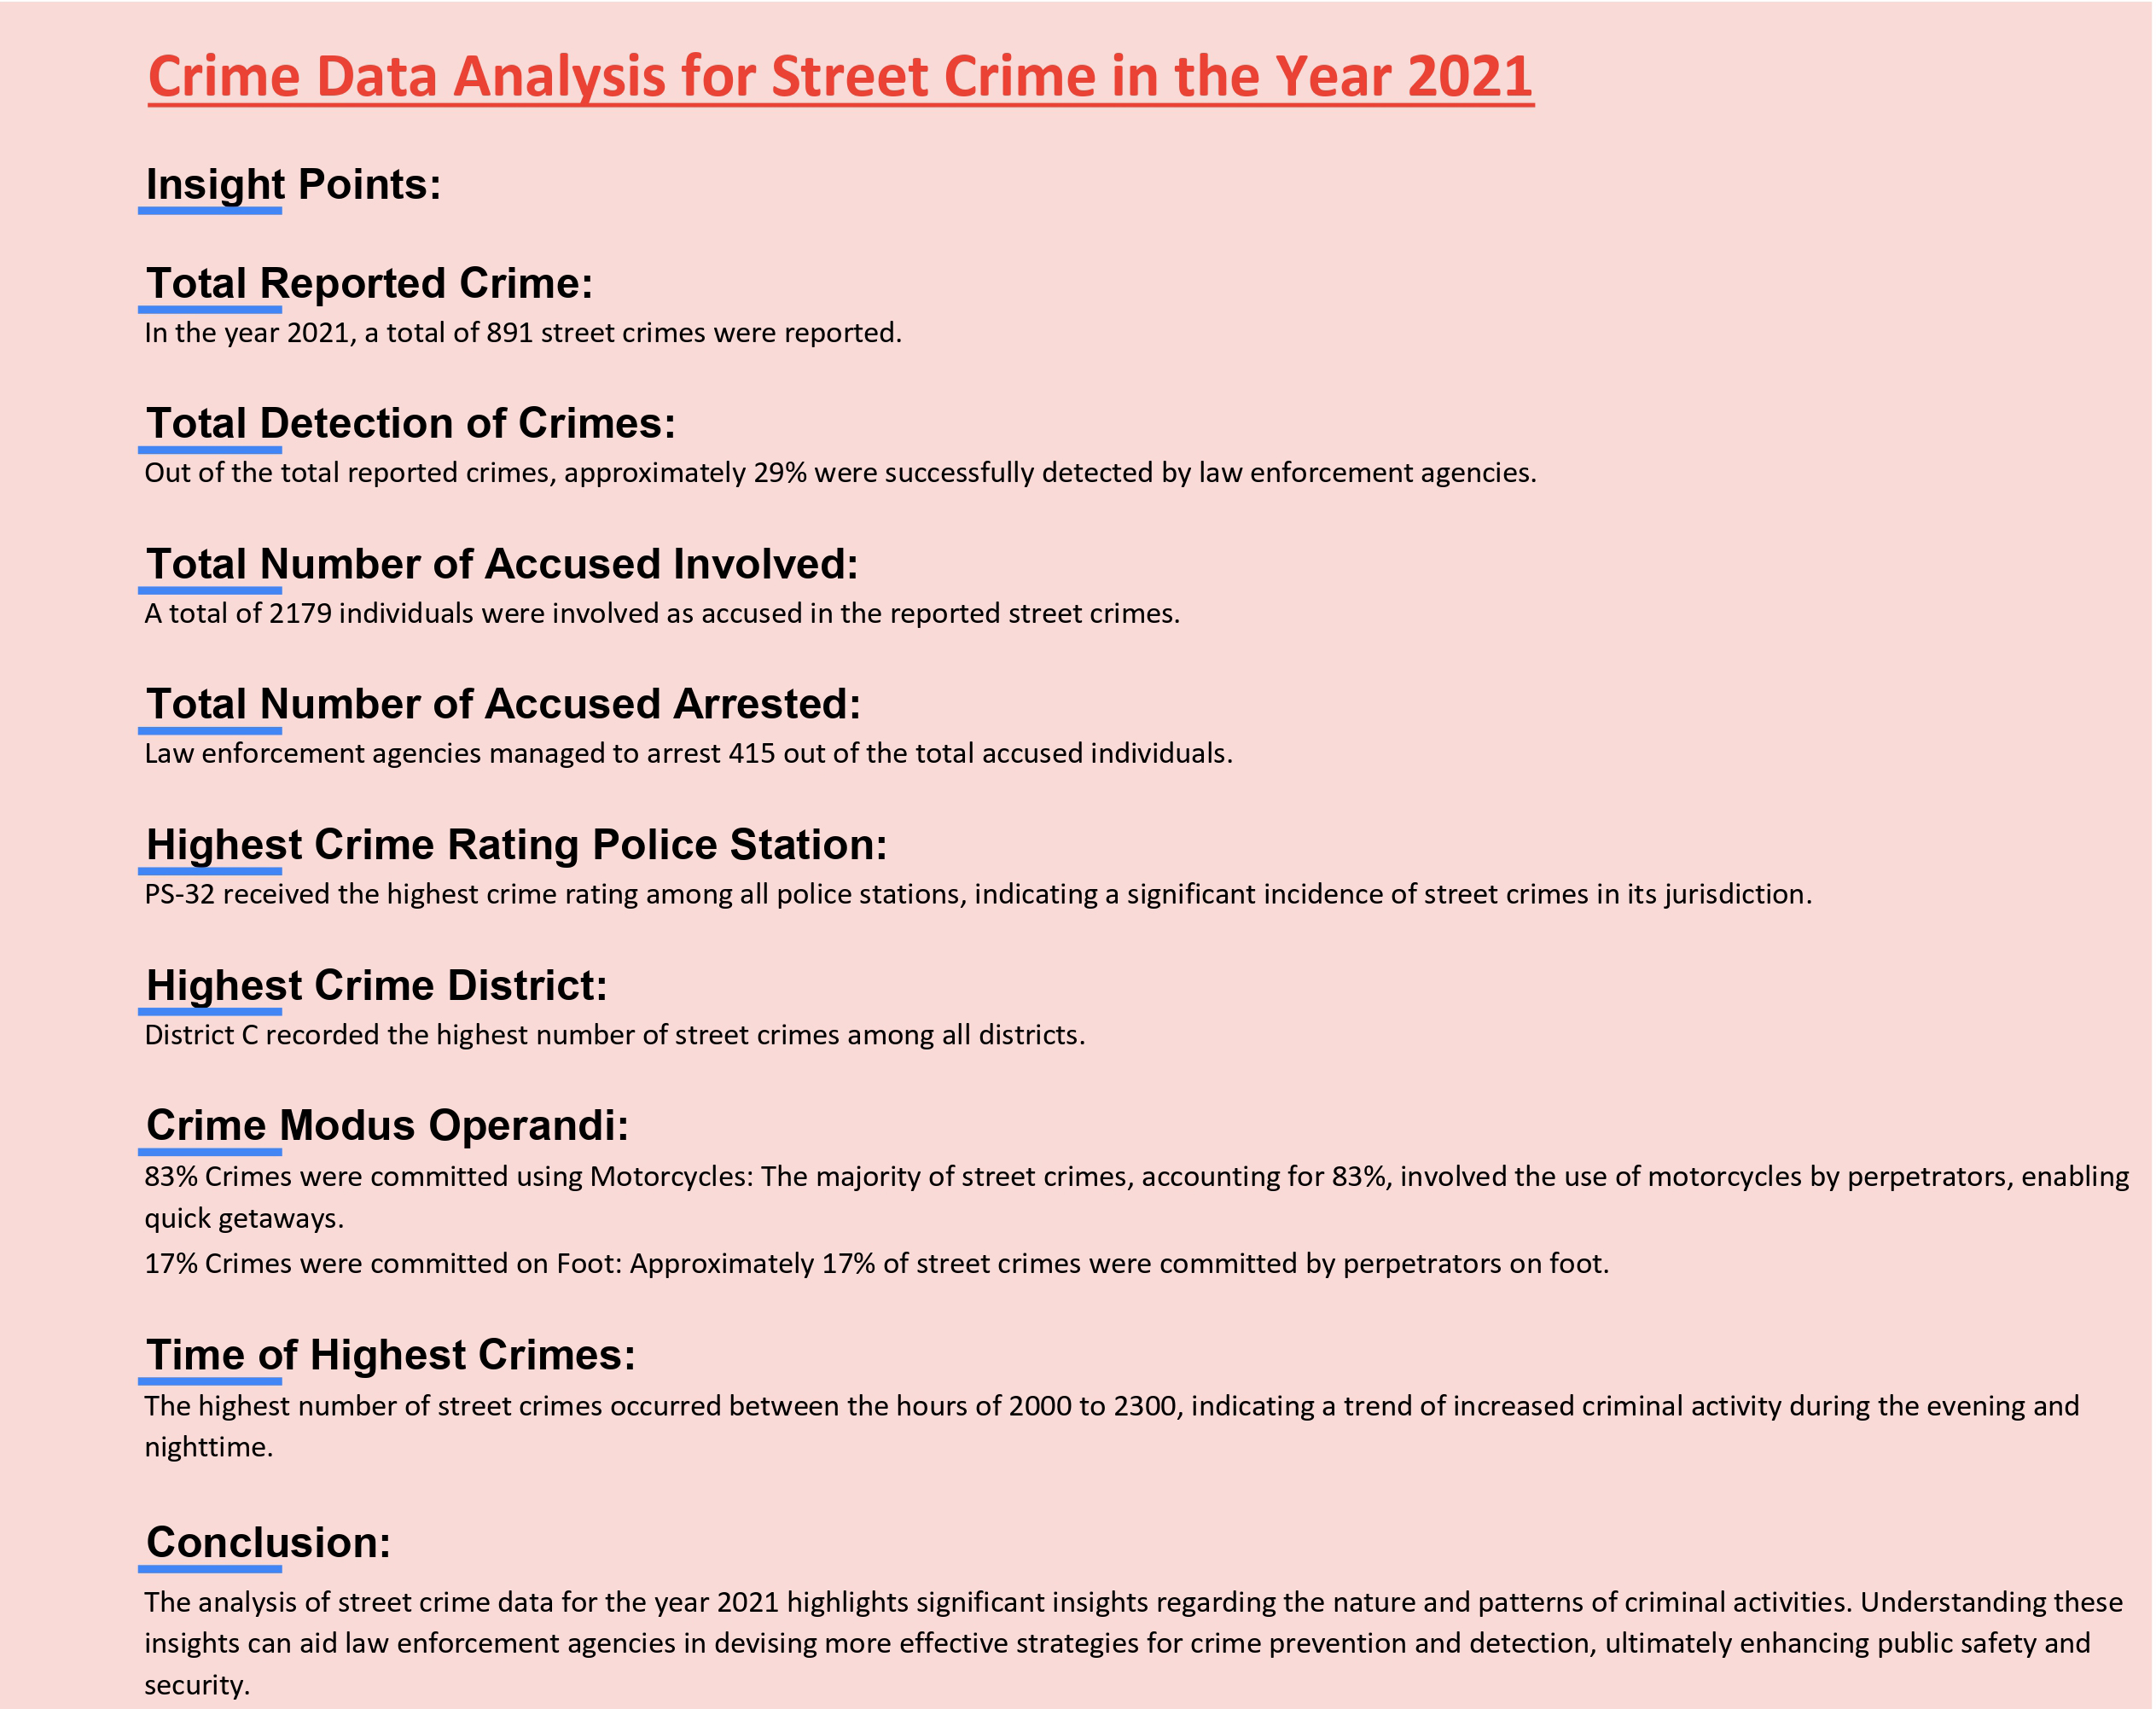 Crime Data Analysis for Street Crime in the Year 2021
Insight Points:
Total Reported Crime:
In the year 2021, a total of 891 street crimes were reported.
Total Detection of Crimes:
Out of the total reported crimes, approximately 29% were successfully detected by law enforcement agencies.
Total Number of Accused Involved:
A total of 2179 individuals were involved as accused in the reported street crimes.
Total Number of Accused Arrested:
Law enforcement agencies managed to arrest 415 out of the total accused individuals.
Highest Crime Rating Police Station:
PS-32 received the highest crime rating among all police stations, indicating a significant incidence of street crimes in its jurisdiction.
Highest Crime District:
District C recorded the highest number of street crimes among all districts.
Crime Modus Operandi:
83% Crimes were committed using Motorcycles: The majority of street crimes, accounting for 83%, involved the use of motorcycles by perpetrators, enabling
quick getaways.
17% Crimes were committed on Foot: Approximately 17% of street crimes were committed by perpetrators on foot.
Time of Highest Crimes:
The highest number of street crimes occurred between the hours of 2000 to 2300, indicating a trend of increased criminal activity during the evening and
nighttime.
Conclusion:
The analysis of street crime data for the year 2021 highlights significant insights regarding the nature and patterns of criminal activities. Understanding these
insights can aid law enforcement agencies in devising more effective strategies for crime prevention and detection, ultimately enhancing public safety and
security.